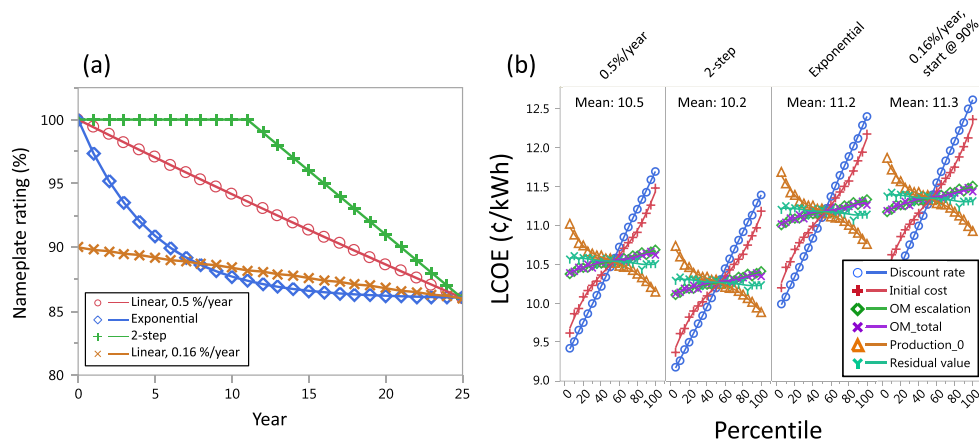 (a)
Nameplate rating (%)
100
95
90
85
80
0 5 10 15 20 25
Year
Linear, 0.5 %/year
Exponential
2-step
Linear, 0.16 %/year
(b)
0.5%/year
2-step
Exponential
0.16%/year,
start @ 90%
Mean: 10.5
Mean: 10.2
Mean: 11.2
Mean: 11.3
LCOE (¢/kWh)
12.5
12.0
11.5
11.0
10.5
10.0
9.5
9.0
0 20 40 60 80 100
0 20 40 60 80 100
0 20 40 60 80 100
0 20 40 60 80 100
Percentile
Discount rate
Initial cost
OM escalation
OM_total
Production_0
Residual value